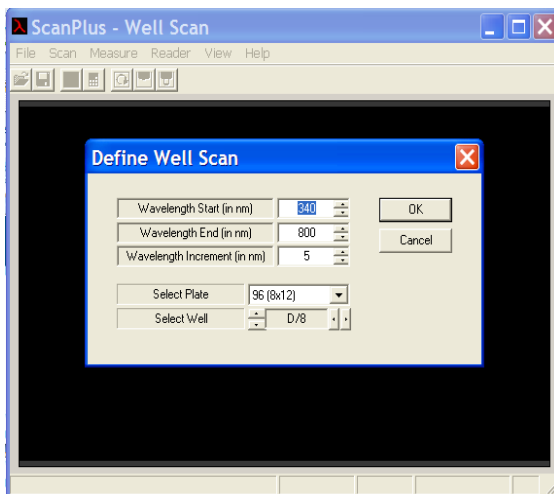 ScanPlus - Well Scan
File Scan Measure Reader View Help
Define Well Scan
Wavelength Start (in nm) 340
OK
Wavelength End (in nm) 800
Cancel
Wavelength Increment (in nm) 5
Select Plate 96 (8x12)
Select Well D/8